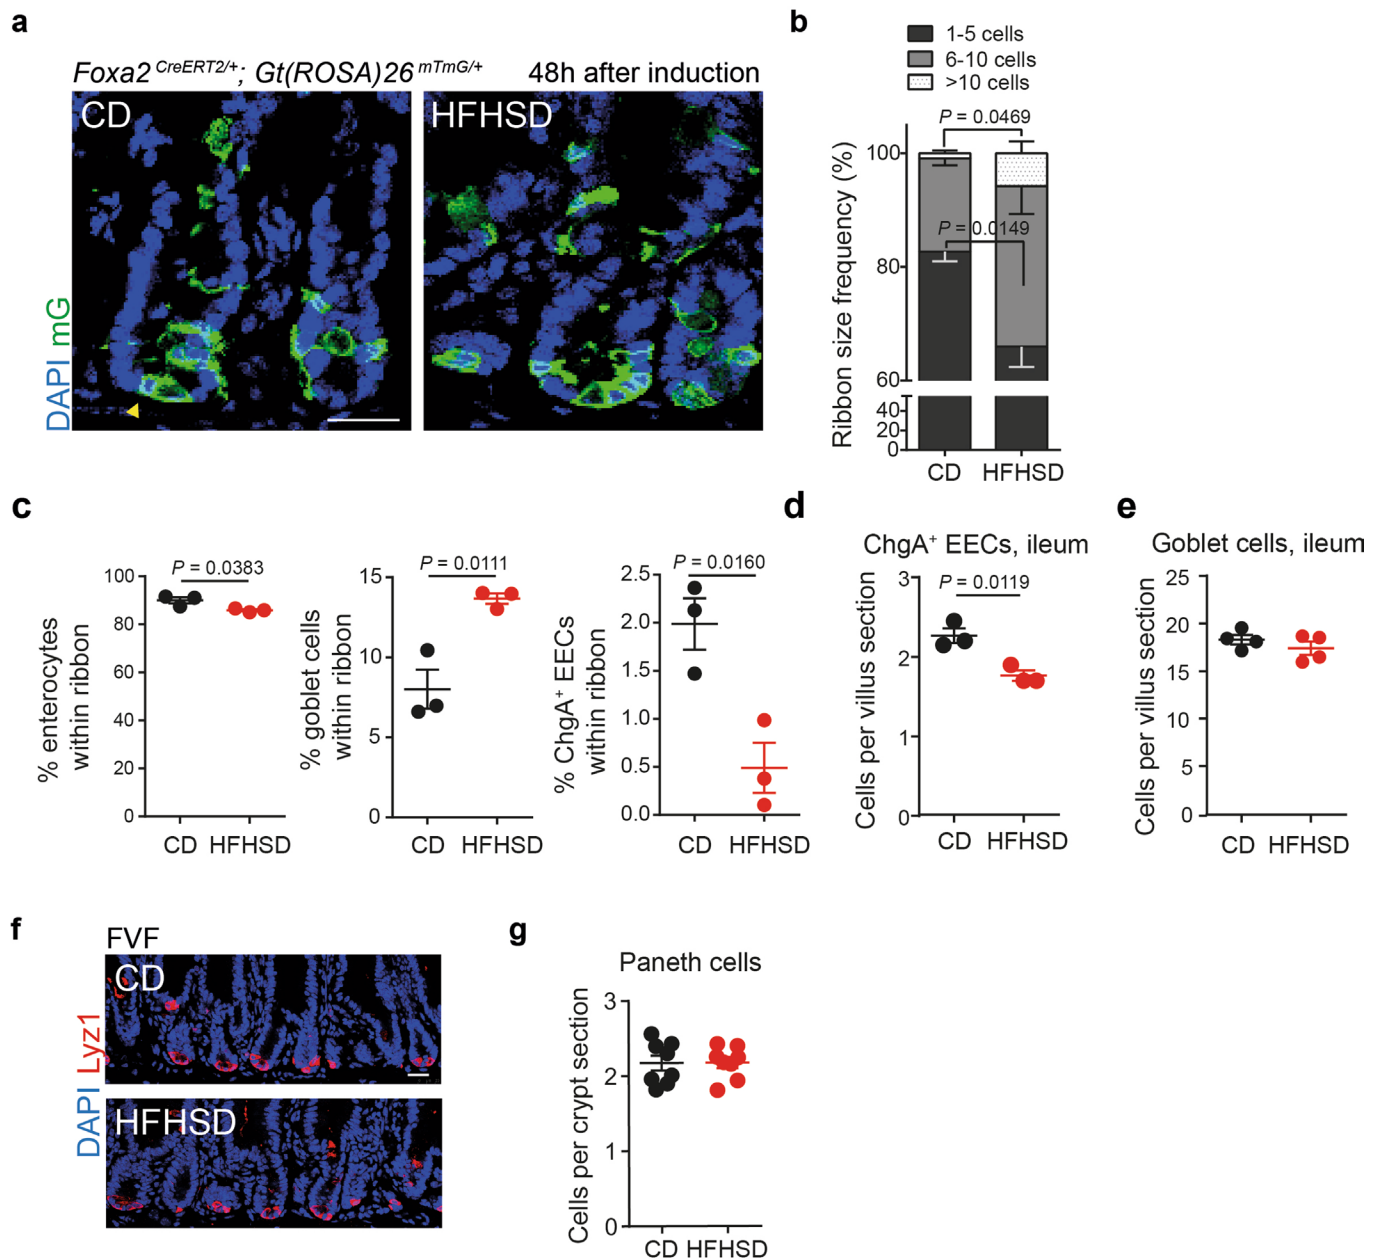 a
Foxa2 CreERT2/+; Gt(ROSA)26 mTmG/+ 48h after induction
CD
HFHSD
DAPI mG
b
1-5 cells
6-10 cells
>10 cells
P = 0.0469
P = 0.0149
Ribbon size frequency (%)
100
80
60
40
20
0
CD HFHSD
c
P = 0.0383
% enterocytes
within ribbon
100
80
60
40
20
0
CD HFHSD
P = 0.0111
% goblet cells
within ribbon
15
10
5
0
CD HFHSD
P = 0.0160
% ChgA+ EECs
within ribbon
2.5
2.0
1.5
1.0
0.5
0.0
CD HFHSD
d
ChgA+ EECs, ileum
P = 0.0119
Cells per villus section
3
2
1
0
CD HFHSD
e
Goblet cells, ileum
Cells per villus section
25
20
15
10
5
0
CD HFHSD
f
FVF
CD
HFHSD
DAPI Lyz1
g
Paneth cells
Cells per crypt section
3
2
1
0
CD HFHSD